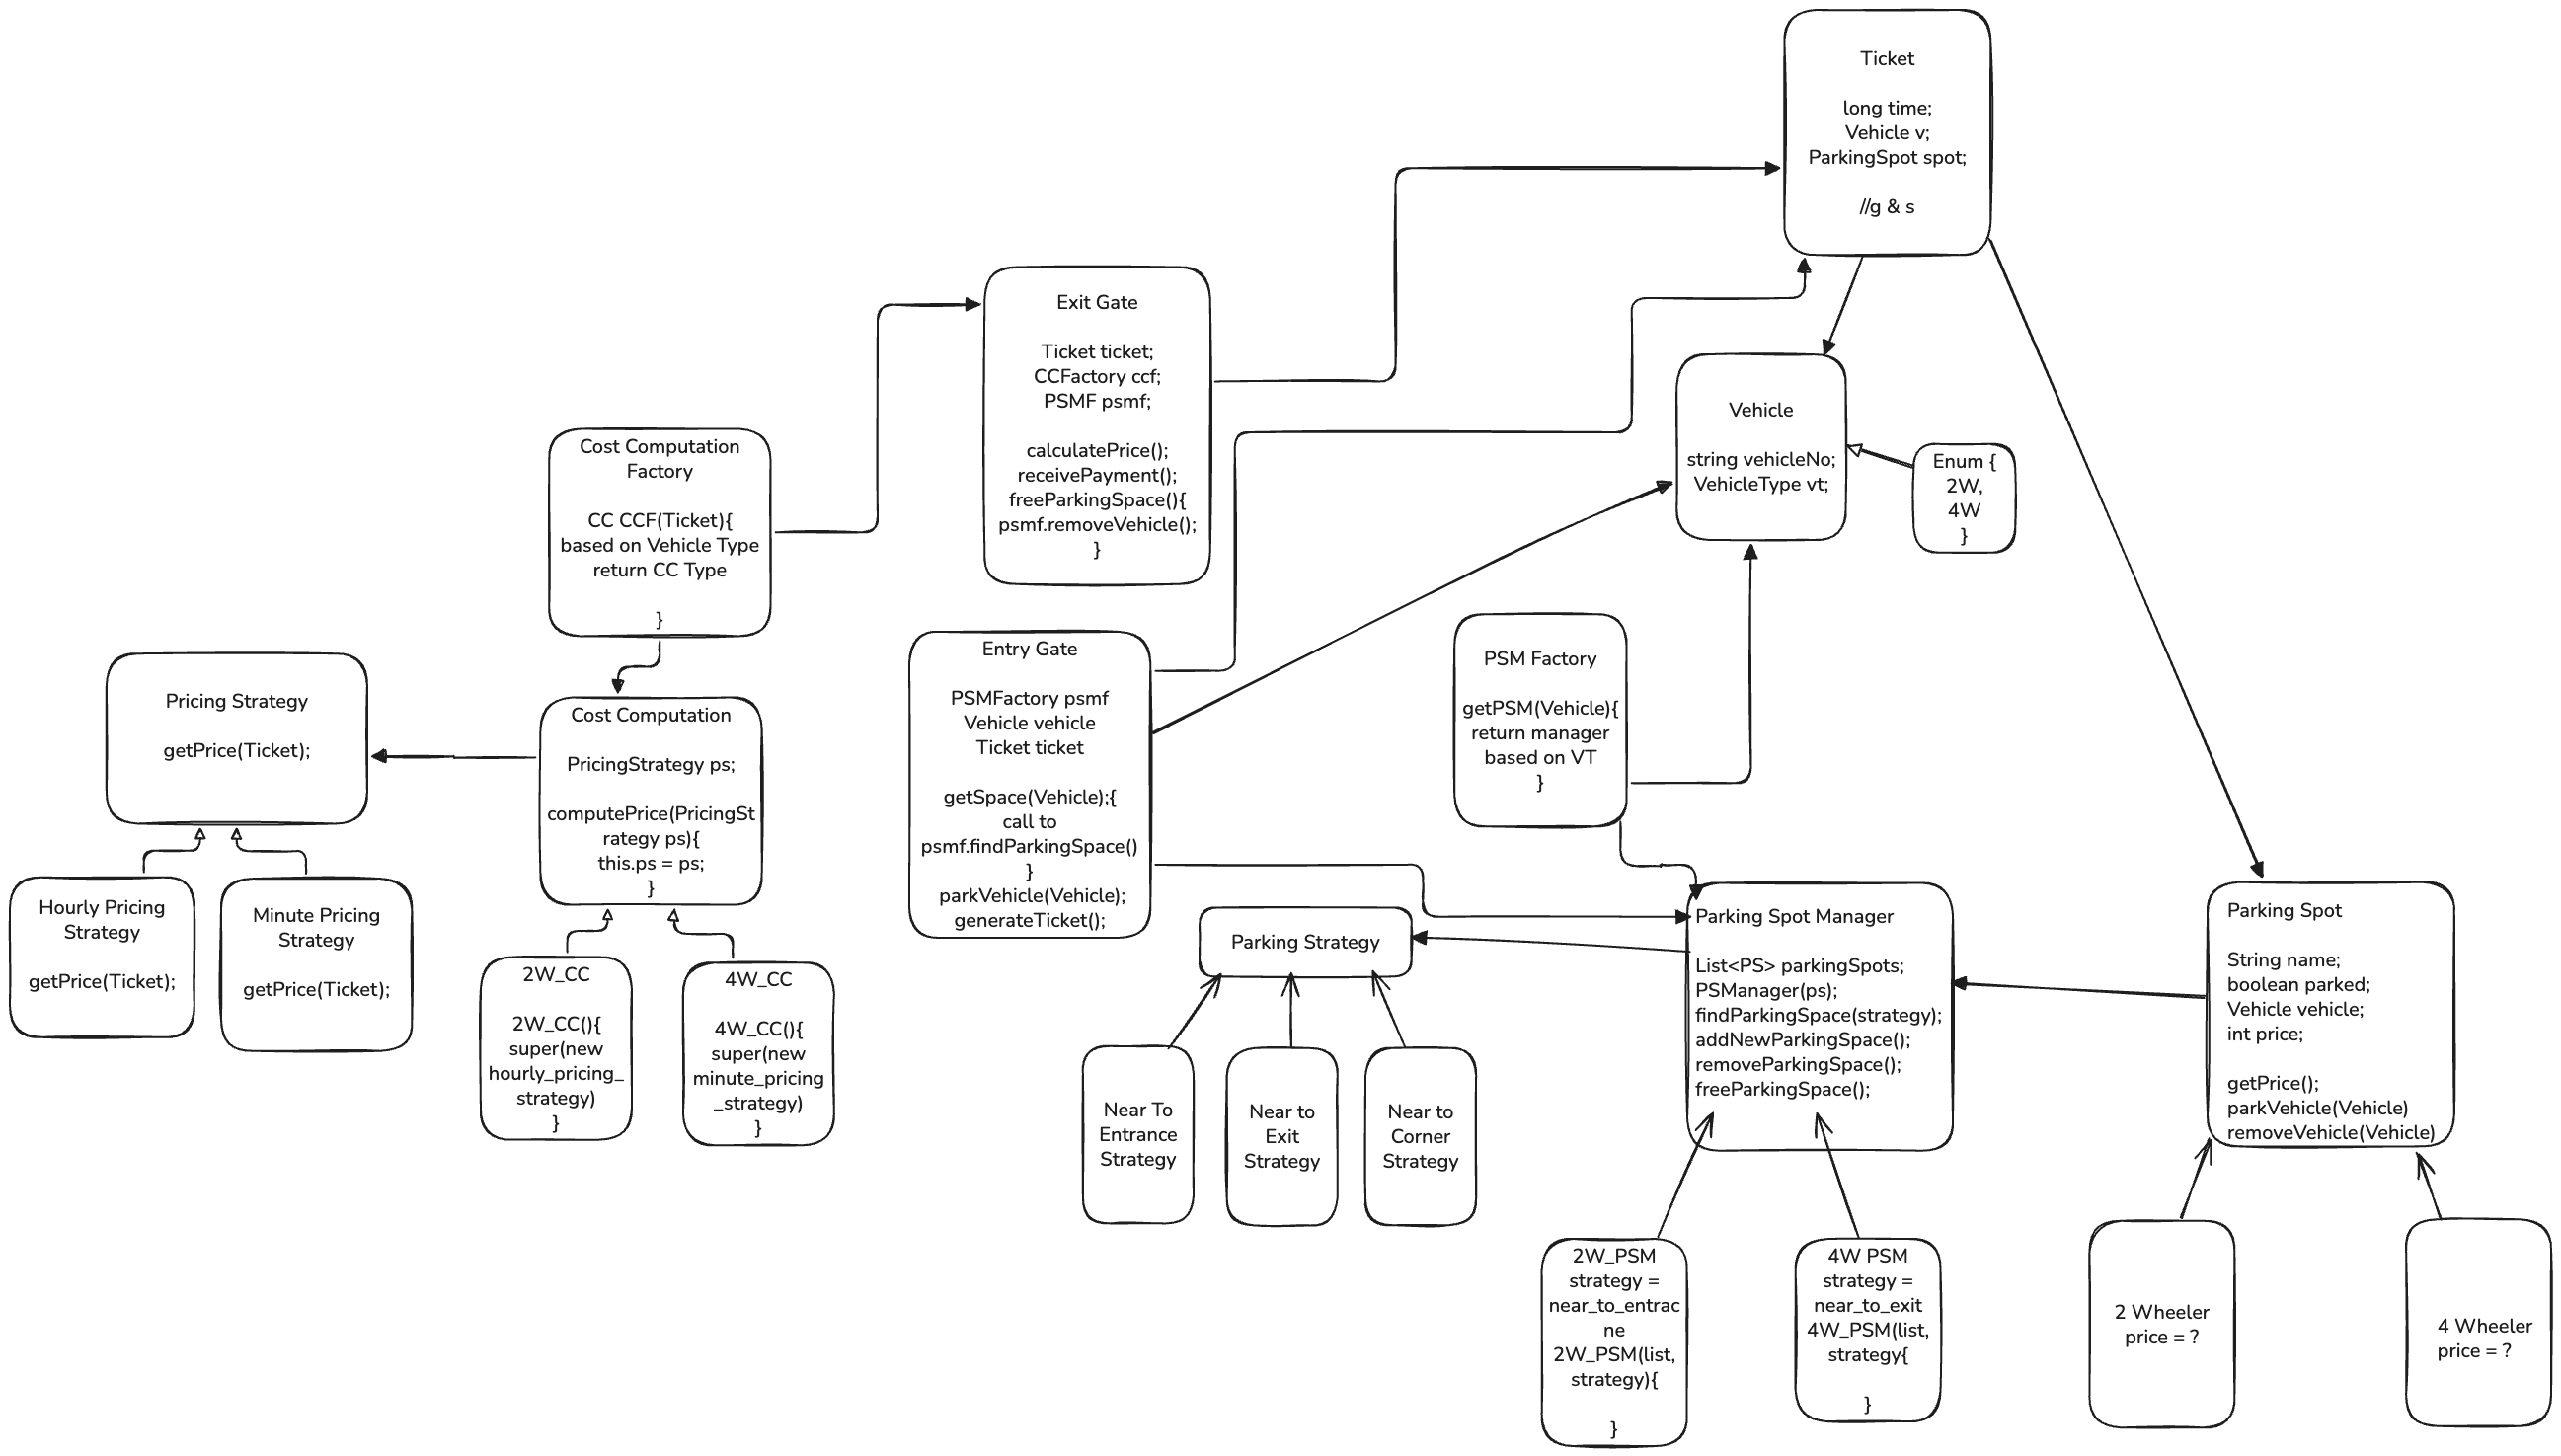 Ticket
long time;
Vehicle v;
ParkingSpot spot;
//g & s
Exit Gate
Ticket ticket;
CCFactory ccf;
PSMF psmf;
calculatePrice();
receivePayment();
freeParkingSpace(){
psmf.removeVehicle();
}
Vehicle
string vehicleNo;
VehicleType vt;
Enum {
2W,
4W
}
Cost Computation
Factory
CC CCF(Ticket){
based on Vehicle Type
return CC Type
}
Entry Gate
PSMFactory psmf
Vehicle vehicle
Ticket ticket
getSpace(Vehicle);{
call to
psmf.findParkingSpace()
}
parkVehicle(Vehicle);
generateTicket();
PSM Factory
getPSM(Vehicle){
return manager
based on VT
}
Pricing Strategy
getPrice(Ticket);
Cost Computation
PricingStrategy ps;
computePrice(PricingSt
rategy ps){
this.ps = ps;
}
Hourly Pricing
Strategy
getPrice(Ticket);
Minute Pricing
Strategy
getPrice(Ticket);
2W_CC
2W_CC(){
super(new
hourly_pricing_
strategy)
}
4W_CC
4W_CC(){
super(new
minute_pricing
_strategy)
}
Parking Strategy
Near To
Entrance
Strategy
Near to
Exit
Strategy
Near to
Corner
Strategy
Parking Spot Manager
List<PS> parkingSpots;
PSManager(ps);
findParkingSpace(strategy);
addNewParkingSpace();
removeParkingSpace();
freeParkingSpace();
Parking Spot
String name;
boolean parked;
Vehicle vehicle;
int price;
getPrice();
parkVehicle(Vehicle)
removeVehicle(Vehicle)
2W_PSM
strategy =
near_to_entrac
ne
2W_PSM(list,
strategy){
}
4W PSM
strategy =
near_to_exit
4W_PSM(list,
strategy{
}
2 Wheeler
price = ?
4 Wheeler
price = ?